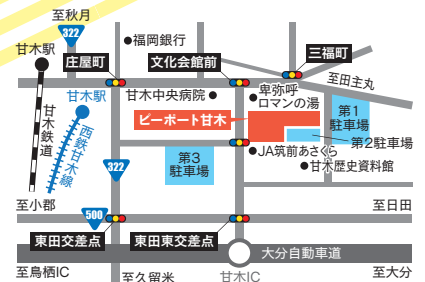 至秋月
322
甘木駅
●福岡銀行
三福町
庄屋町
文化会館前
至田主丸
甘木駅
甘木中央病院●
卑弥呼
●ロマンの湯
第1
駐車場
ピーポート甘木
甘木鉄道
西鉄甘木線
第2駐車場
●JA筑前あさくら
第3
駐車場
322
●甘木歴史資料館
至小郡
500
至日田
東田交差点
東田東交差点
大分自動車道
至鳥栖IC
至久留米
甘木IC
至大分